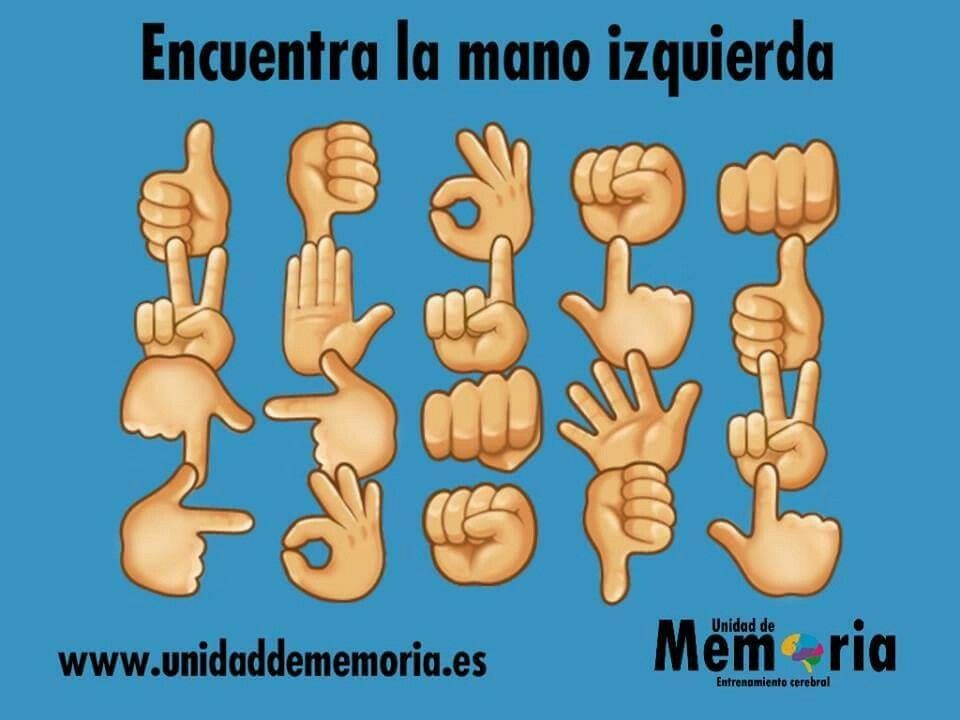 Encuentra la mano izquierda
www.unidaddememoria.es
Unidad de
Memoria
Entrenamiento cerebral